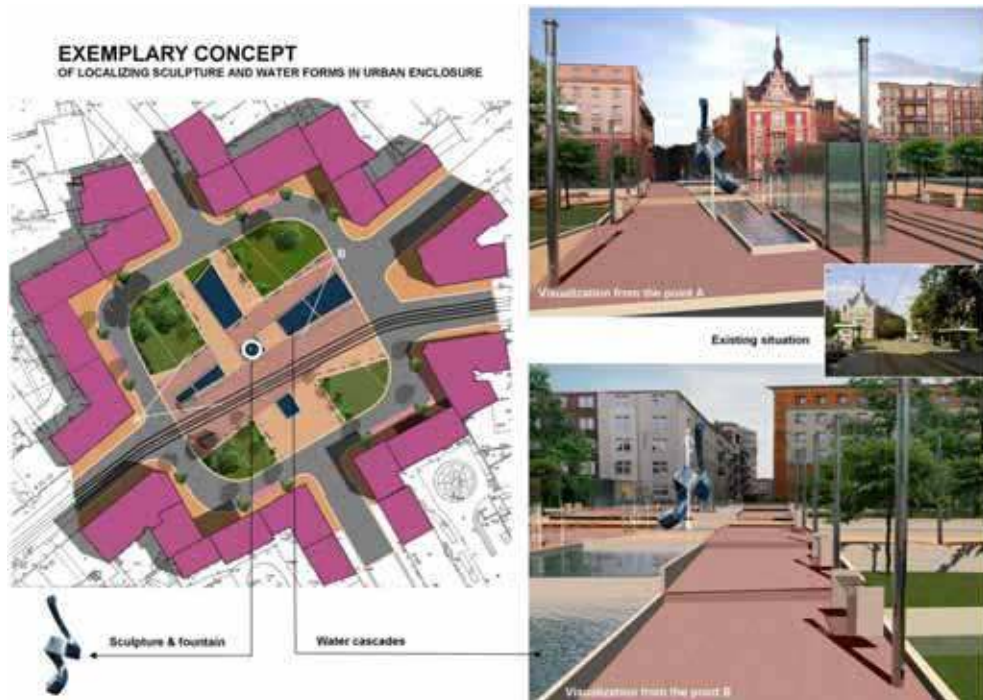 EXEMPLARY CONCEPT
OF LOCALIZING SCULPTURE AND WATER FORMS IN URBAN ENCLOSURE
Visualization from the point A
Existing situation
B
Sculpture & fountain
Water cascades
Visualization from the point B